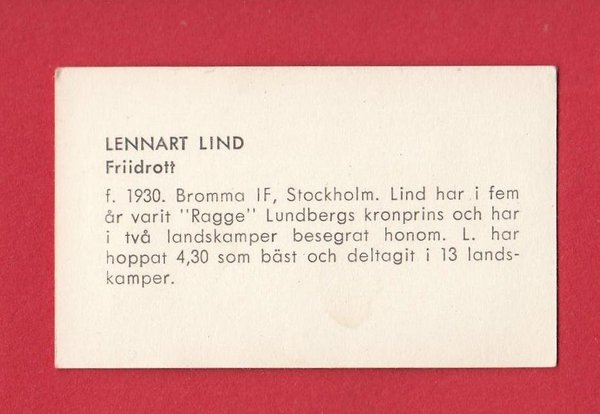 LENNART LIND
Friidrott
f. 1930. Bromma IF, Stockholm. Lind har i fem
år varit "Ragge" Lundbergs kronprins och har
i två landskamper besegrat honom. L. har
hoppat 4,30 som bäst och deltagit i 13 lands-
kamper.